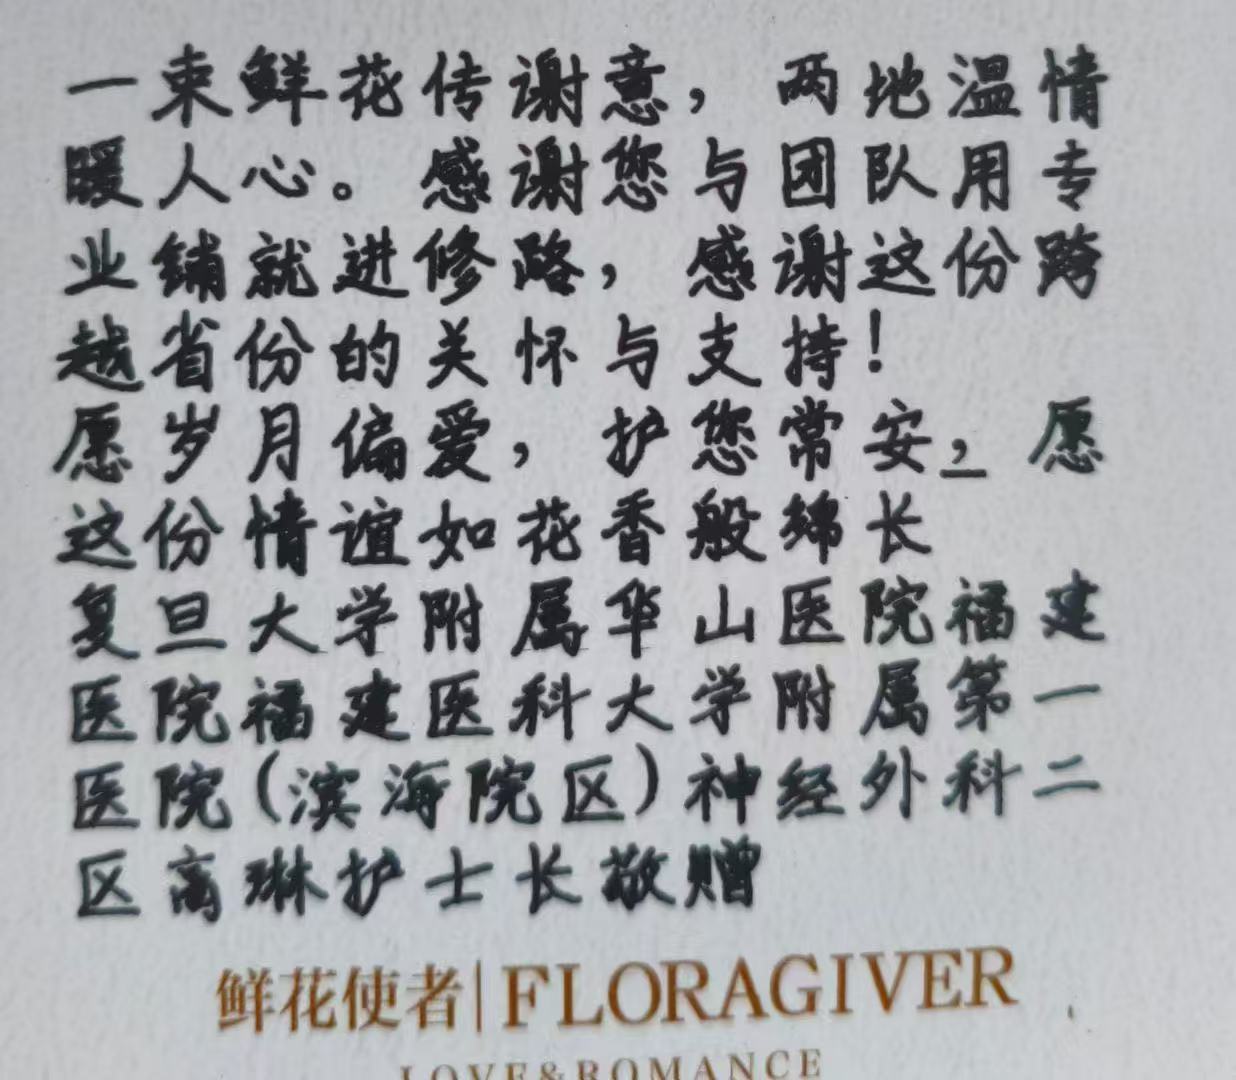 一束鲜花传谢意，两地温情
暖人心。感谢您与团队用专
业铺就进修路，感谢这份跨
越省份的关怀与支持！
愿岁月偏爱，护您常安，愿
这份情谊如花香般绵长
复旦大学附属华山医院福建
医院福建医科大学附属第一
医院（滨海院区）神经外科二
区高琳护士长敬赠
鲜花使者|FLORAGIVER
LOVE&ROMANCE